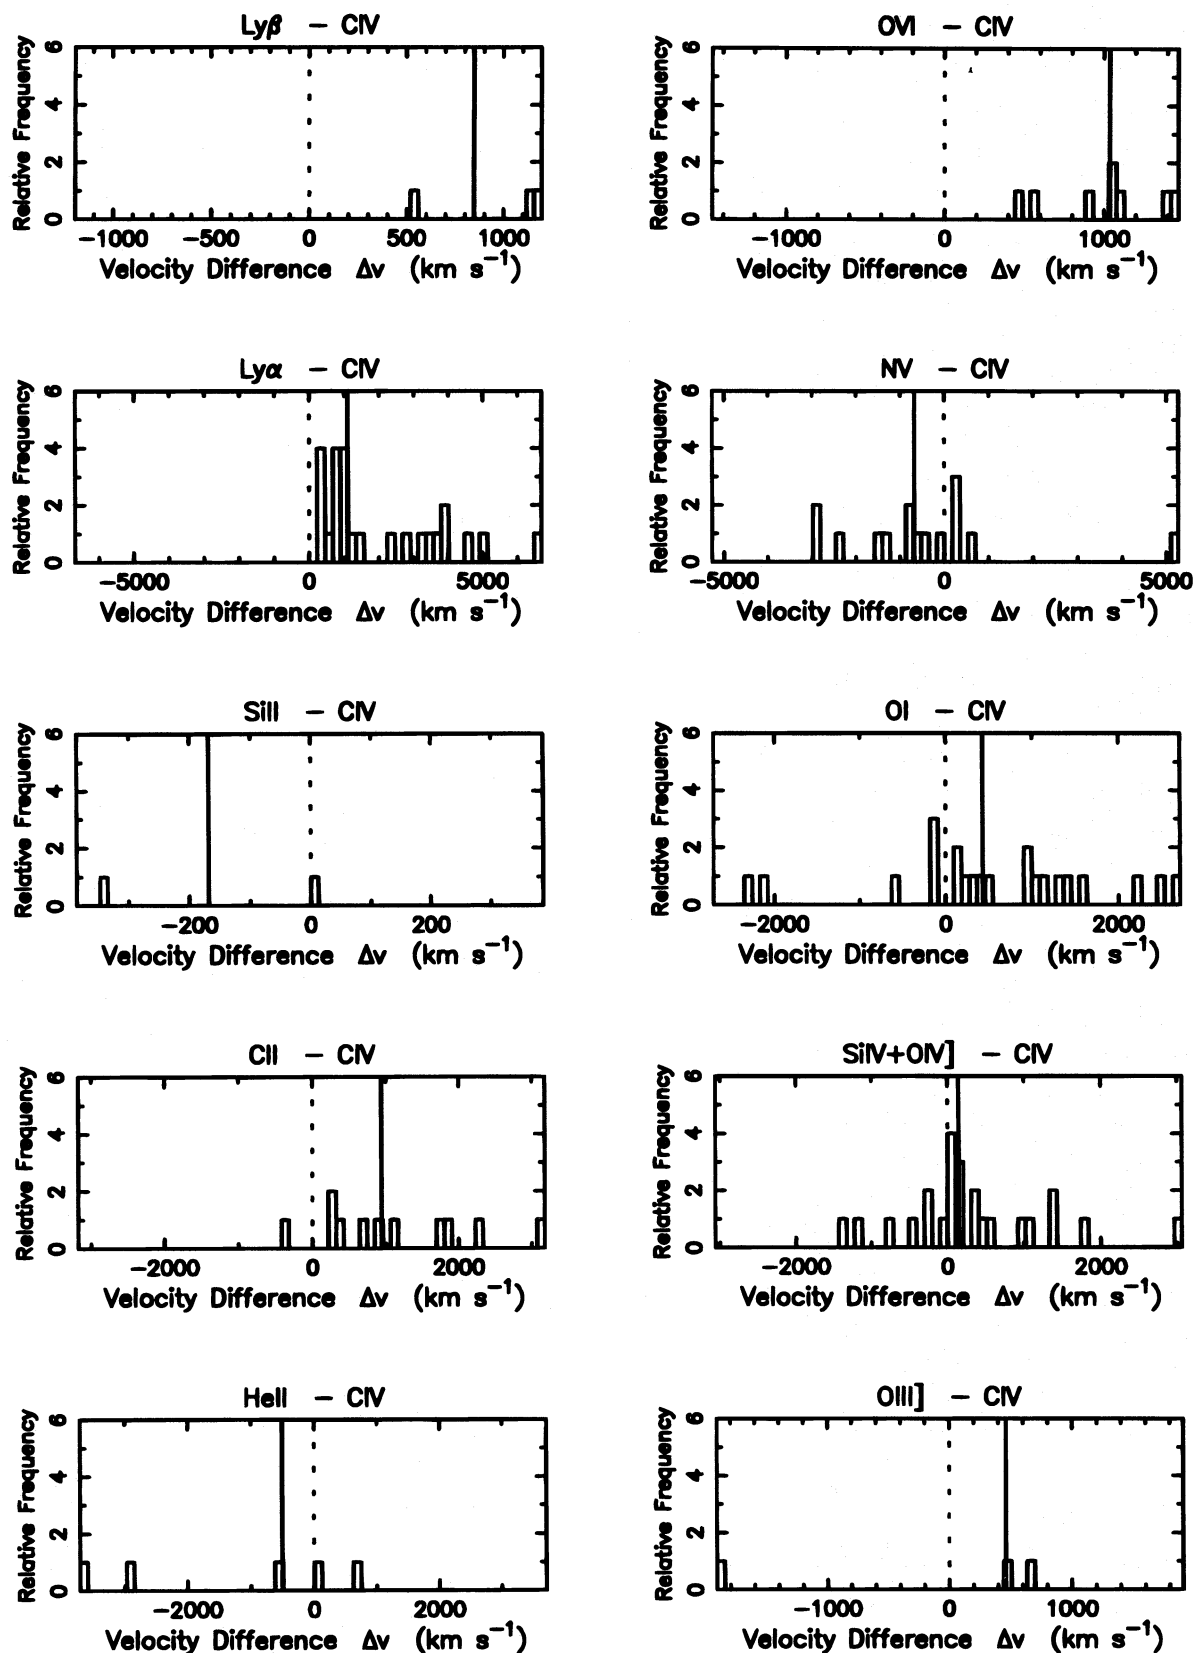 Lyβ – CIV
Relative Frequency
0 2 4 6
−1000 −500 0 500 1000
Velocity Difference Δv (km s⁻¹)
OVI – CIV
Relative Frequency
0 2 4 6
−1000 0 1000
Velocity Difference Δv (km s⁻¹)
Lyα – CIV
Relative Frequency
0 2 4 6
−5000 0 5000
Velocity Difference Δv (km s⁻¹)
NV – CIV
Relative Frequency
0 2 4 6
−5000 0 5000
Velocity Difference Δv (km s⁻¹)
SiII – CIV
Relative Frequency
0 2 4 6
−200 0 200
Velocity Difference Δv (km s⁻¹)
OI – CIV
Relative Frequency
0 2 4 6
−2000 0 2000
Velocity Difference Δv (km s⁻¹)
CII – CIV
Relative Frequency
0 2 4 6
−2000 0 2000
Velocity Difference Δv (km s⁻¹)
SiIV+OIV] – CIV
Relative Frequency
0 2 4 6
−2000 0 2000
Velocity Difference Δv (km s⁻¹)
HeII – CIV
Relative Frequency
0 2 4 6
−2000 0 2000
Velocity Difference Δv (km s⁻¹)
OIII] – CIV
Relative Frequency
0 2 4 6
−1000 0 1000
Velocity Difference Δv (km s⁻¹)